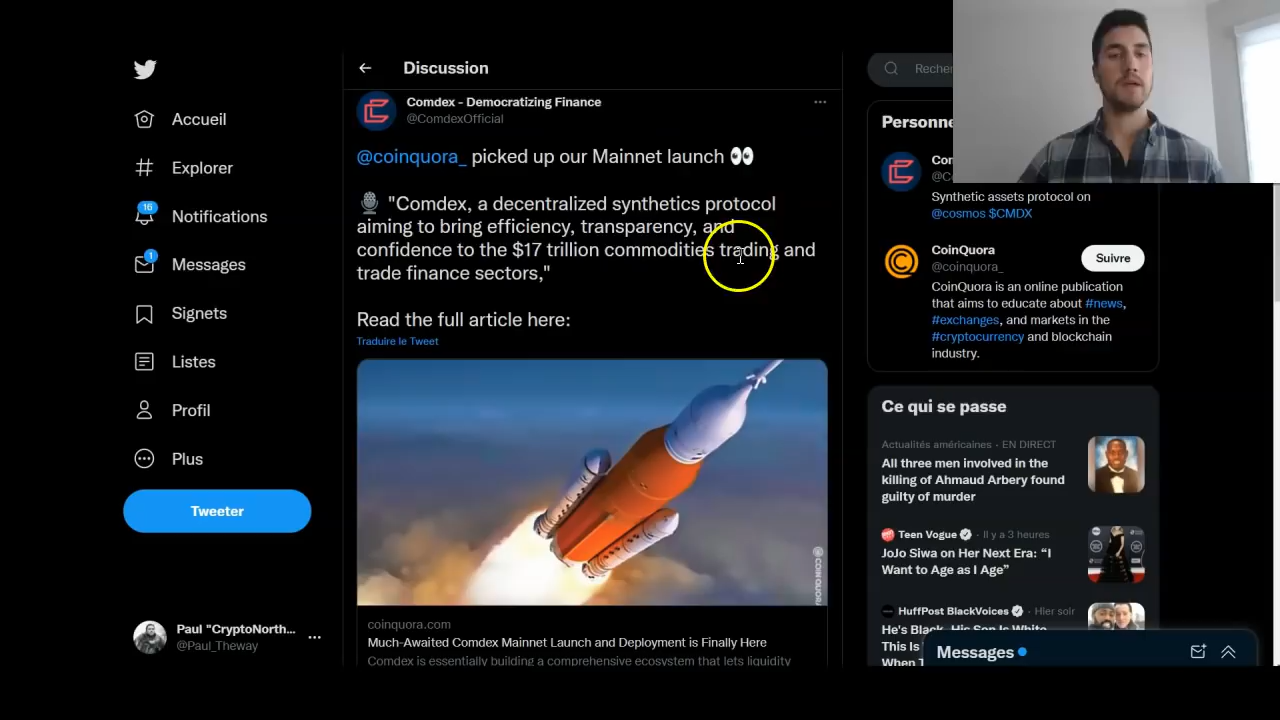 Accueil
Explorer
16
Notifications
1
Messages
Signets
Listes
Profil
Plus
Tweeter
Paul "CryptoNorth...
@Paul_Theway
Discussion
Comdex - Democratizing Finance
@ComdexOfficial
@coinquora_ picked up our Mainnet launch 👀
🎙 "Comdex, a decentralized synthetics protocol
aiming to bring efficiency, transparency, and
confidence to the $17 trillion commodities trading and
trade finance sectors,"
Read the full article here:
Traduire le Tweet
@COINQUORA
coinquora.com
Much-Awaited Comdex Mainnet Launch and Deployment is Finally Here
Comdex is essentially building a comprehensive ecosystem that lets liquidity
Recher
Personne
Com
@C
Synthetic assets protocol on
@cosmos $CMDX
CoinQuora
@coinquora_
Suivre
CoinQuora is an online publication
that aims to educate about #news,
#exchanges, and markets in the
#cryptocurrency and blockchain
industry.
Ce qui se passe
Actualités américaines · EN DIRECT
All three men involved in the
killing of Ahmaud Arbery found
guilty of murder
Teen Vogue · Il y a 3 heures
JoJo Siwa on Her Next Era: “I
Want to Age as I Age”
HuffPost BlackVoices · Hier soir
He's Black, His Son Is White
This Is
When T
Messages